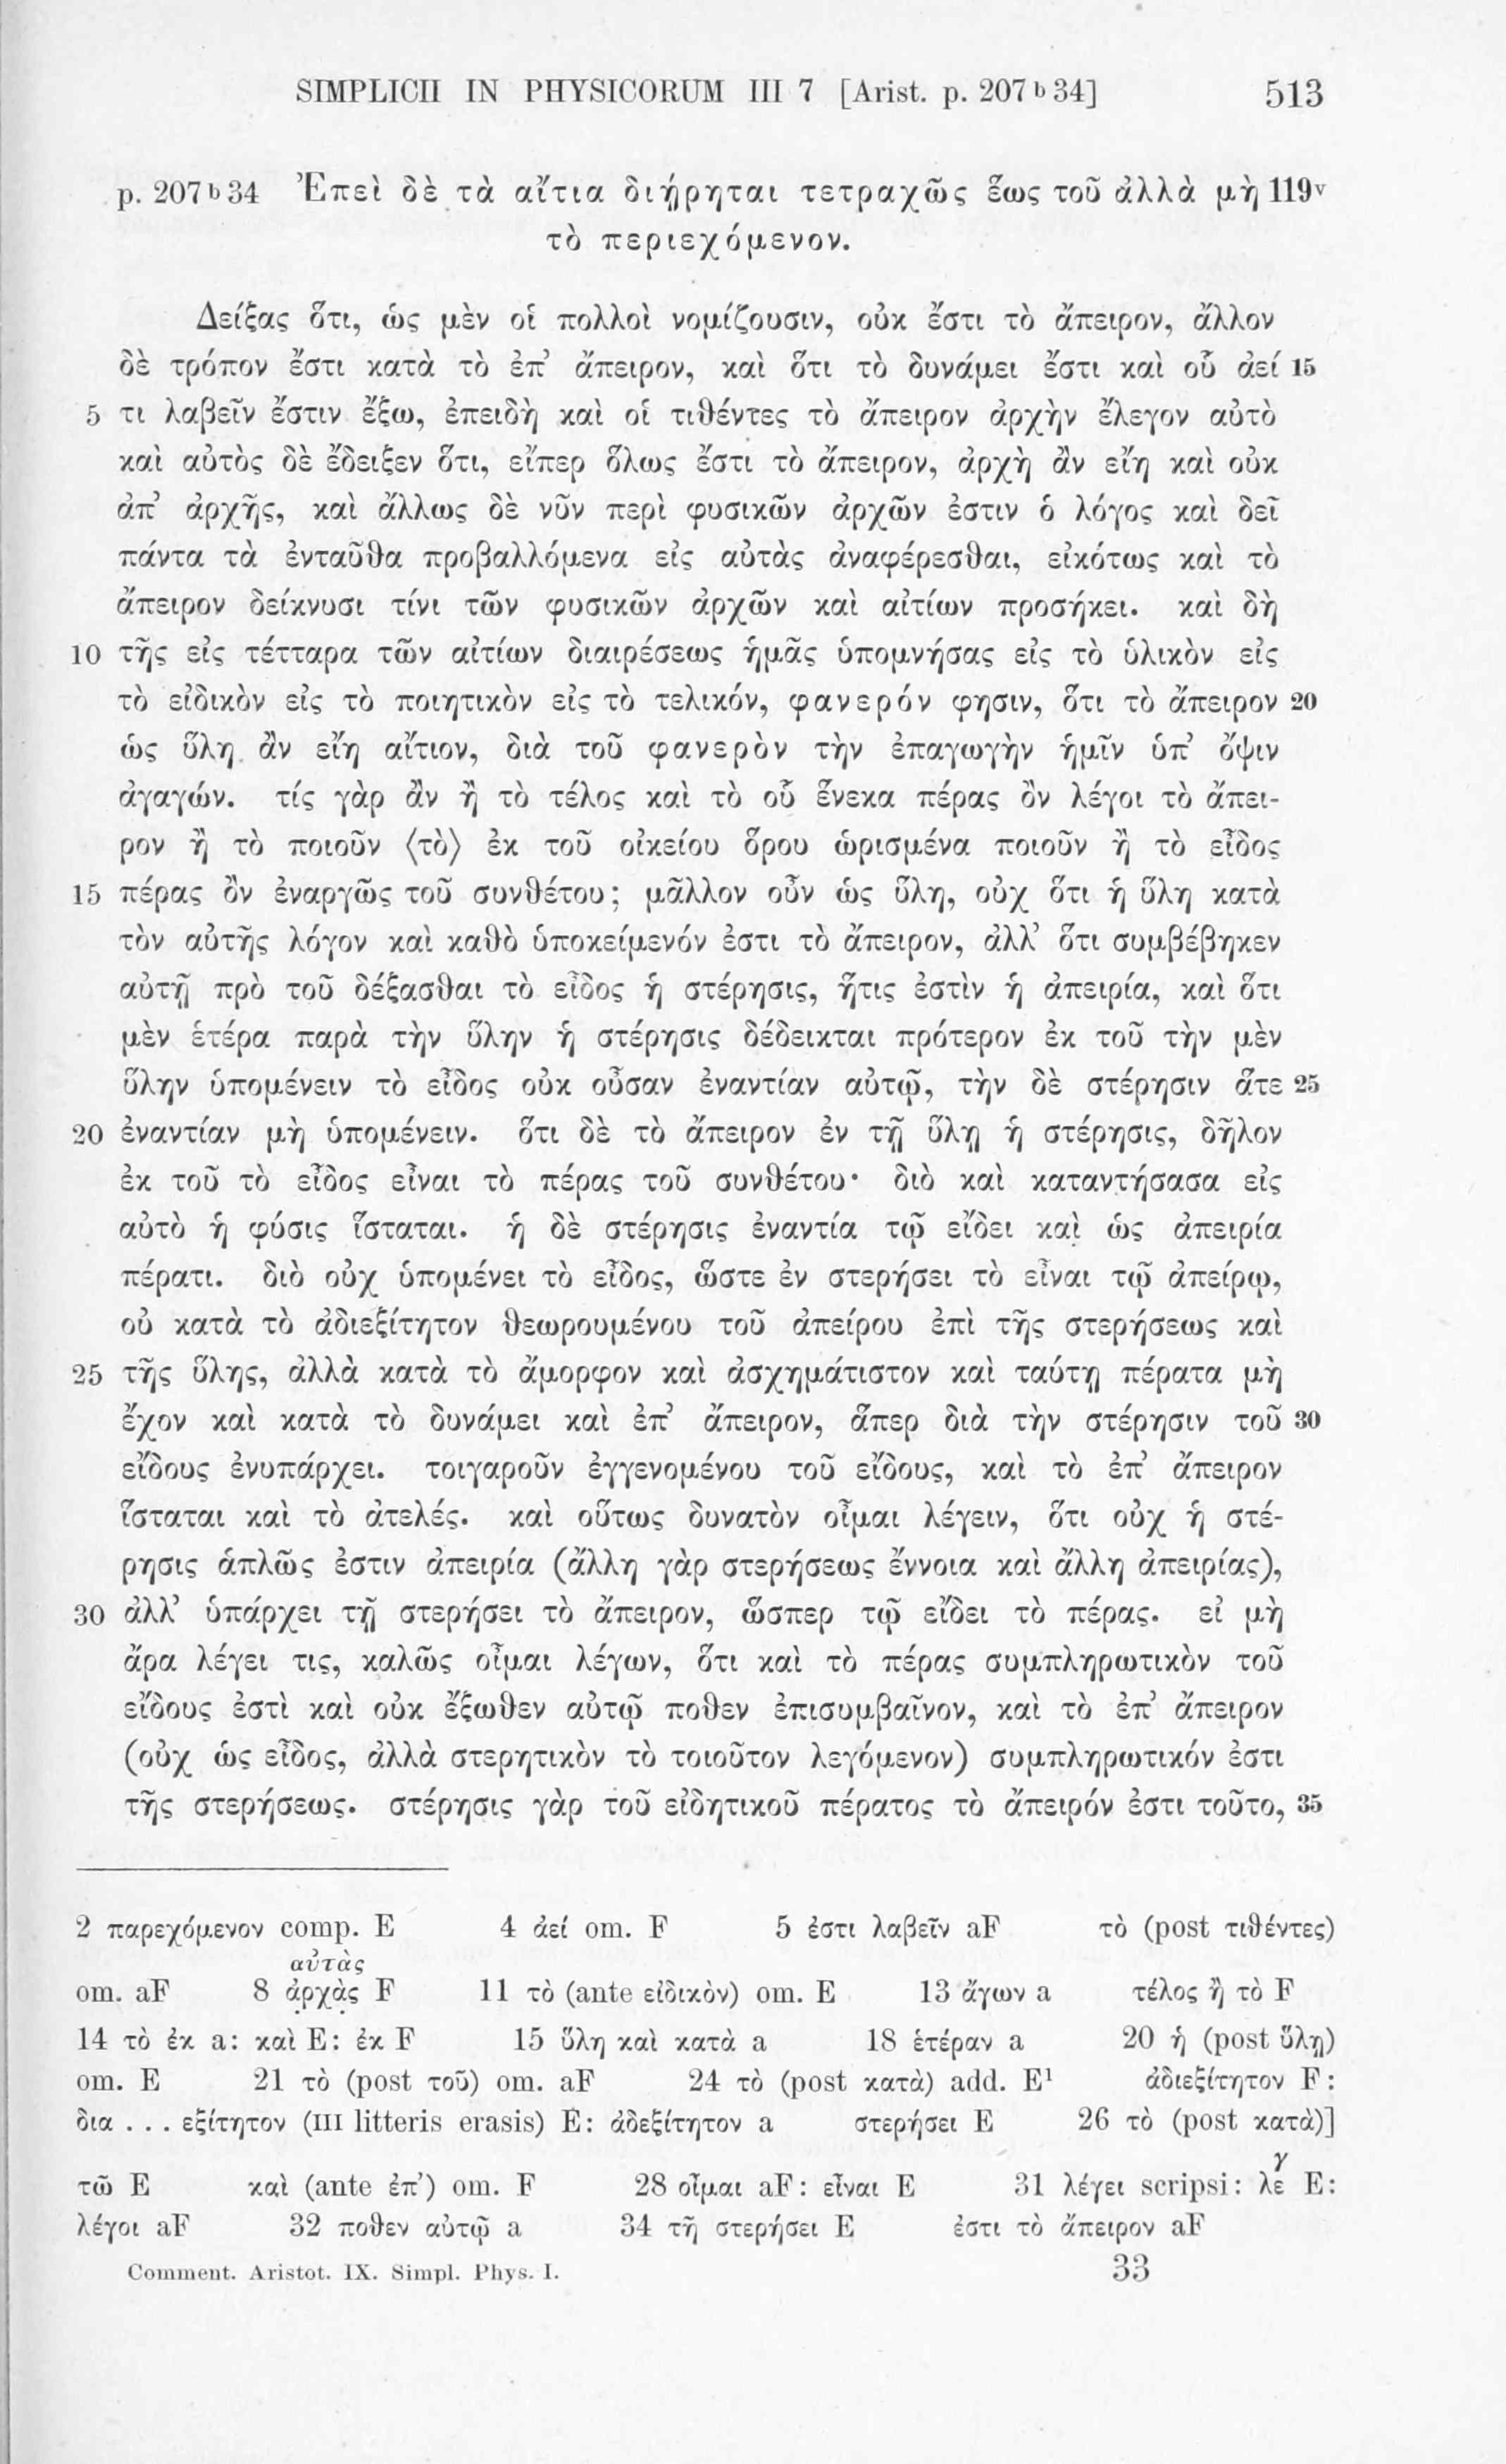 SIMPLICII IN PHYSICORUM III 7 [Arist. p. 207 b 34] 513
p. 207 b 34 Ἐπεὶ δὲ τὰ αἴτια διῄρηται τετραχῶς ἕως τοῦ ἀλλὰ μὴ 119v
τὸ περιεχόμενον.
Δείξας ὅτι, ὡς μὲν οἱ πολλοὶ νομίζουσιν, οὐκ ἔστι τὸ ἄπειρον, ἄλλον
δὲ τρόπον ἔστι κατὰ τὸ ἐπ’ ἄπειρον, καὶ ὅτι τὸ δυνάμει ἔστι καὶ οὗ ἀεί 15
5 τι λαβεῖν ἔστιν ἔξω, ἐπειδὴ καὶ οἱ τιθέντες τὸ ἄπειρον ἀρχὴν ἔλεγον αὐτὸ
καὶ αὐτὸς δὲ ἔδειξεν ὅτι, εἴπερ ὅλως ἔστι τὸ ἄπειρον, ἀρχὴ ἂν εἴη καὶ οὐκ
ἀπ’ ἀρχῆς, καὶ ἄλλως δὲ νῦν περὶ φυσικῶν ἀρχῶν ἐστιν ὁ λόγος καὶ δεῖ
πάντα τὰ ἐνταῦθα προβαλλόμενα εἰς αὐτὰς ἀναφέρεσθαι, εἰκότως καὶ τὸ
ἄπειρον δείκνυσι τίνι τῶν φυσικῶν ἀρχῶν καὶ αἰτίων προσήκει. καὶ δὴ
10 τῆς εἰς τέτταρα τῶν αἰτίων διαιρέσεως ἡμᾶς ὑπομνήσας εἰς τὸ ὑλικὸν εἰς
τὸ εἰδικὸν εἰς τὸ ποιητικὸν εἰς τὸ τελικόν, φανερόν φησιν, ὅτι τὸ ἄπειρον 20
ὡς ὕλη ἂν εἴη αἴτιον, διὰ τοῦ φανερὸν τὴν ἐπαγωγὴν ἡμῖν ὑπ’ ὄψιν
ἀγαγών. τίς γὰρ ἂν ἢ τὸ τέλος καὶ τὸ οὗ ἕνεκα πέρας ὂν λέγοι τὸ ἄπει-
ρον ἢ τὸ ποιοῦν ⟨τὸ⟩ ἐκ τοῦ οἰκείου ὅρου ὡρισμένα ποιοῦν ἢ τὸ εἶδος
15 πέρας ὂν ἐναργῶς τοῦ συνθέτου; μᾶλλον οὖν ὡς ὕλη, οὐχ ὅτι ἡ ὕλη κατὰ
τὸν αὑτῆς λόγον καὶ καθὸ ὑποκείμενόν ἐστι τὸ ἄπειρον, ἀλλ’ ὅτι συμβέβηκεν
αὐτῇ πρὸ τοῦ δέξασθαι τὸ εἶδος ἡ στέρησις, ἥτις ἐστὶν ἡ ἀπειρία, καὶ ὅτι
μὲν ἑτέρα παρὰ τὴν ὕλην ἡ στέρησις δέδεικται πρότερον ἐκ τοῦ τὴν μὲν
ὕλην ὑπομένειν τὸ εἶδος οὐκ οὖσαν ἐναντίαν αὐτῷ, τὴν δὲ στέρησιν ἅτε 25
20 ἐναντίαν μὴ ὑπομένειν. ὅτι δὲ τὸ ἄπειρον ἐν τῇ ὕλῃ ἡ στέρησις, δῆλον
ἐκ τοῦ τὸ εἶδος εἶναι τὸ πέρας τοῦ συνθέτου· διὸ καὶ καταντήσασα εἰς
αὐτὸ ἡ φύσις ἵσταται. ἡ δὲ στέρησις ἐναντία τῷ εἴδει καὶ ὡς ἀπειρία
πέρατι. διὸ οὐχ ὑπομένει τὸ εἶδος, ὥστε ἐν στερήσει τὸ εἶναι τῷ ἀπείρῳ,
οὐ κατὰ τὸ ἀδιεξίτητον θεωρουμένου τοῦ ἀπείρου ἐπὶ τῆς στερήσεως καὶ
25 τῆς ὕλης, ἀλλὰ κατὰ τὸ ἄμορφον καὶ ἀσχημάτιστον καὶ ταύτῃ πέρατα μὴ
ἔχον καὶ κατὰ τὸ δυνάμει καὶ ἐπ’ ἄπειρον, ἅπερ διὰ τὴν στέρησιν τοῦ 30
εἴδους ἐνυπάρχει. τοιγαροῦν ἐγγενομένου τοῦ εἴδους, καὶ τὸ ἐπ’ ἄπειρον
ἵσταται καὶ τὸ ἀτελές. καὶ οὕτως δυνατὸν οἶμαι λέγειν, ὅτι οὐχ ἡ στέ-
ρησις ἁπλῶς ἐστιν ἀπειρία (ἄλλη γὰρ στερήσεως ἔννοια καὶ ἄλλη ἀπειρίας),
30 ἀλλ’ ὑπάρχει τῇ στερήσει τὸ ἄπειρον, ὥσπερ τῷ εἴδει τὸ πέρας. εἰ μὴ
ἄρα λέγει τις, καλῶς οἶμαι λέγων, ὅτι καὶ τὸ πέρας συμπληρωτικὸν τοῦ
εἴδους ἐστὶ καὶ οὐκ ἔξωθεν αὐτῷ ποθεν ἐπισυμβαῖνον, καὶ τὸ ἐπ’ ἄπειρον
(οὐχ ὡς εἶδος, ἀλλὰ στερητικὸν τὸ τοιοῦτον λεγόμενον) συμπληρωτικόν ἐστι
τῆς στερήσεως. στέρησις γὰρ τοῦ εἰδητικοῦ πέρατος τὸ ἄπειρόν ἐστι τοῦτο, 35
2 παρεχόμενον comp. E 4 ἀεί om. F 5 ἐστι λαβεῖν aF τὸ (post τιθέντες)
αὐτὰς
om. aF 8 ἀρχὰς F 11 τὸ (ante εἰδικὸν) om. E 13 ἄγων a τέλος ἢ τὸ F
14 τὸ ἐκ a: καὶ E: ἐκ F 15 ὕλη καὶ κατὰ a 18 ἑτέραν a 20 ἡ (post ὕλῃ)
om. E 21 τὸ (post τοῦ) om. aF 24 τὸ (post κατὰ) add. E¹ ἀδιεξίτητον F:
δια . . . εξίτητον (III litteris erasis) E: ἀδεξίτητον a στερήσει E 26 τὸ (post κατὰ)]
γ
τῶ E καὶ (ante ἐπ’) om. F 28 οἶμαι aF: εἶναι E 31 λέγει scripsi: λε E:
λέγοι aF 32 ποθεν αὐτῷ a 34 τῇ στερήσει E ἐστι τὸ ἄπειρον aF
Comment. Aristot. IX. Simpl. Phys. I. 33